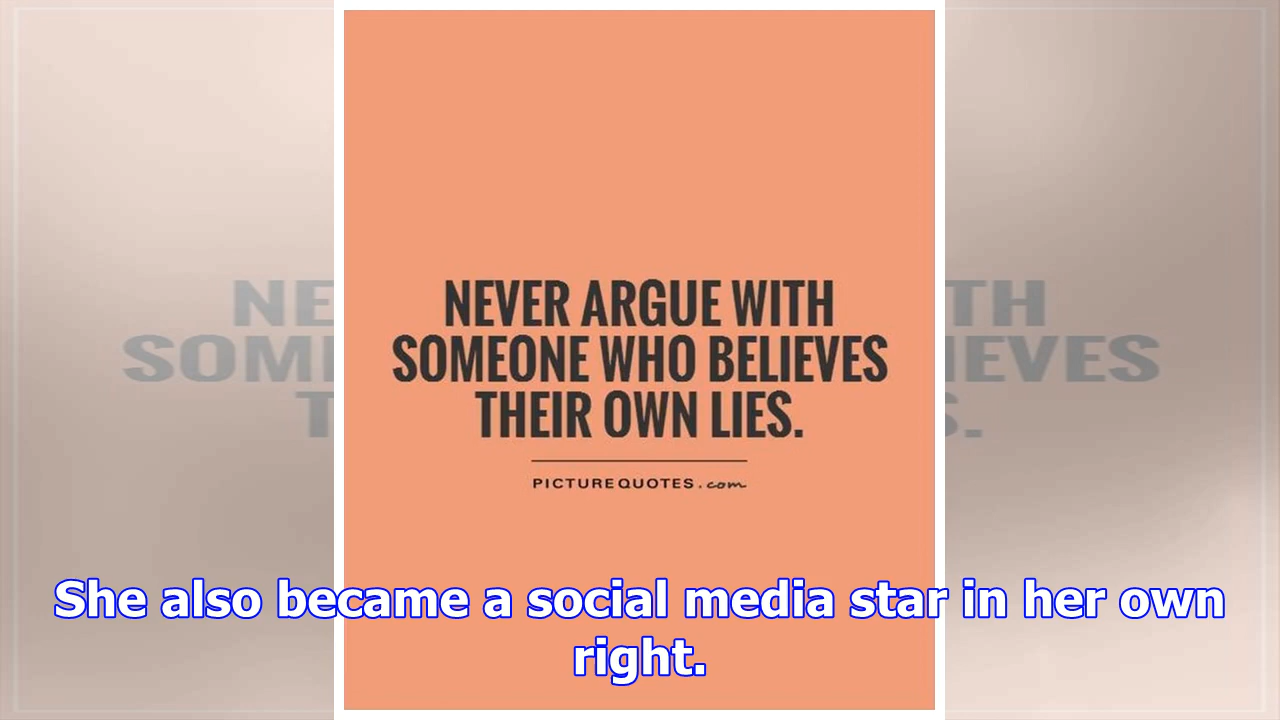 NEVER ARGUE WITH
SOMEONE WHO BELIEVES
THEIR OWN LIES.
PICTUREQUOTES.com
She also became a social media star in her own
right.